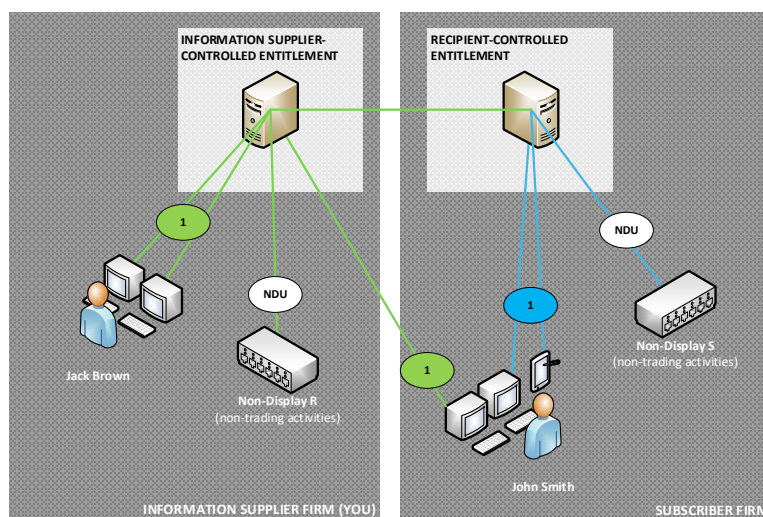 INFORMATION SUPPLIER-
CONTROLLED ENTITLEMENT
RECIPIENT-CONTROLLED
ENTITLEMENT
1
NDU
NDU
1
1
Jack Brown
Non-Display R
(non-trading activities)
Non-Display S
(non-trading activities)
John Smith
INFORMATION SUPPLIER FIRM (YOU)
SUBSCRIBER FIRM